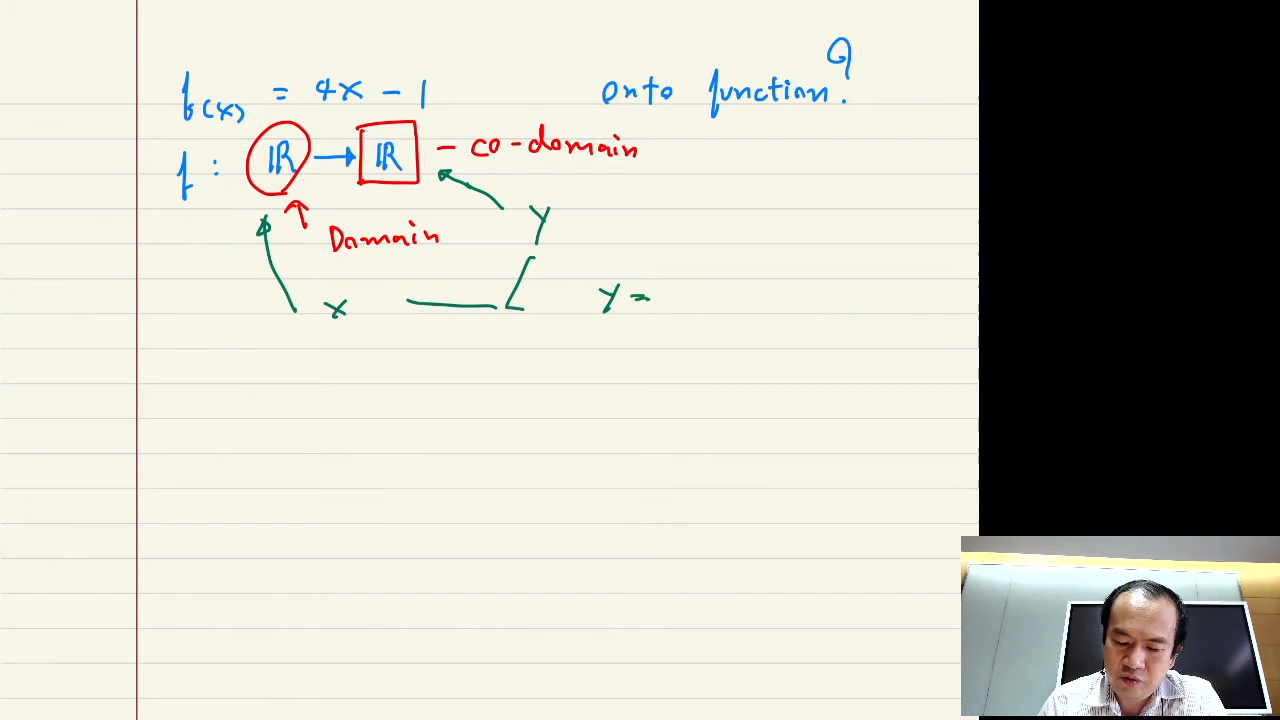 f(x) = 4x - 1 onto function?
f : ℝ → ℝ - co-domain
Y
Domain
X Y =